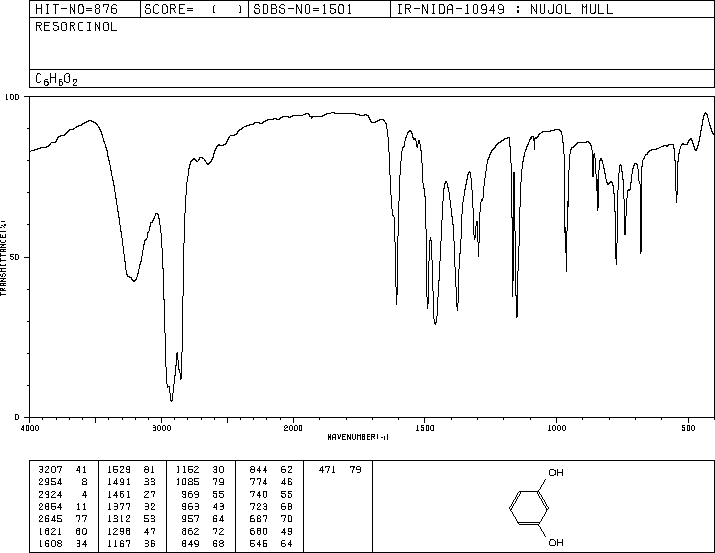 HIT-NO=876 SCORE= ( ) SDBS-NO=1501 IR-NIDA-10949 : NUJOL MULL
RESORCINOL
C6H6O2
100
50
0
TRANSMITTANCE(%)
4000 3000 2000 1500 1000 500
WAVENUMBER(-1)
3207 41 1529 81 1152 30 844 62 471 79
2954 8 1491 33 1085 79 774 46
2924 4 1461 27 969 55 740 55
2854 11 1377 32 963 43 723 68
2645 77 1312 53 957 64 687 70
1621 60 1298 47 862 72 680 49
1608 34 1167 36 849 68 545 64
OH
OH